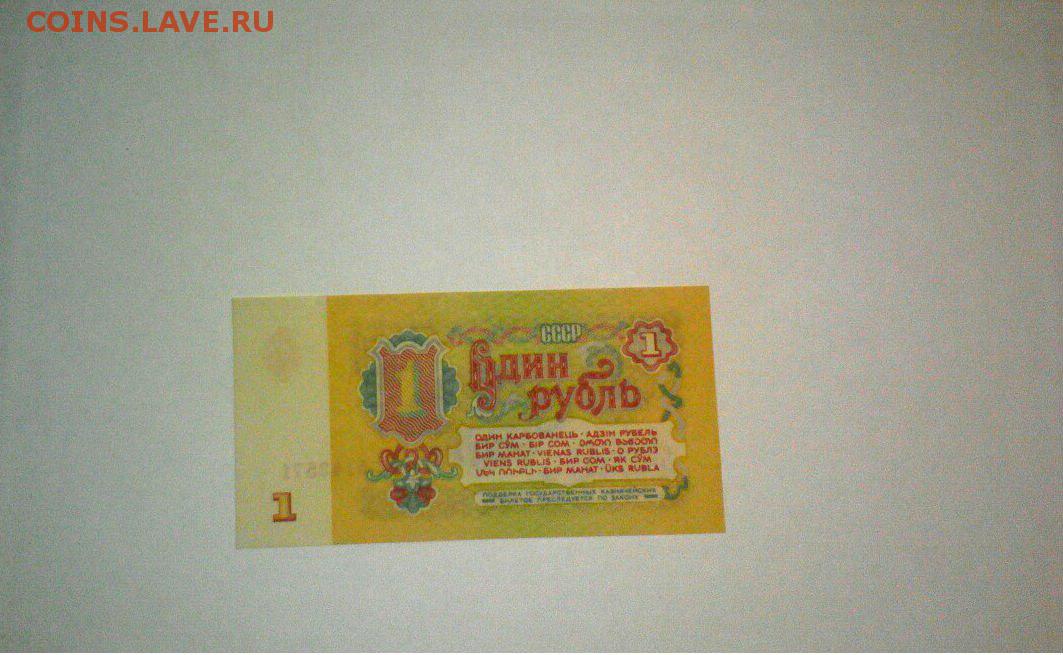 COINS.LAVE.RU
СССР
1
1
Один
рубль
ОДИН КАРБОВАНЕЦЬ · АДЗІН РУБЕЛЬ
БИР СЎМ · БІР СОМ · ᲔᲠᲗᲘ ᲛᲐᲜᲔᲗᲘ
БИР МАНАТ · VIENAS RUBLIS · О РУБЛЭ
VIENS RUBLIS · БИР СОМ · ЯК СЎМ
ՄԵԿ ՌՈՒԲԼԻ · БИР МАНАТ · ÜKS RUBLA
ПОДДЕЛКА ГОСУДАРСТВЕННЫХ КАЗНАЧЕЙСКИХ
БИЛЕТОВ ПРЕСЛЕДУЕТСЯ ПО ЗАКОНУ
1